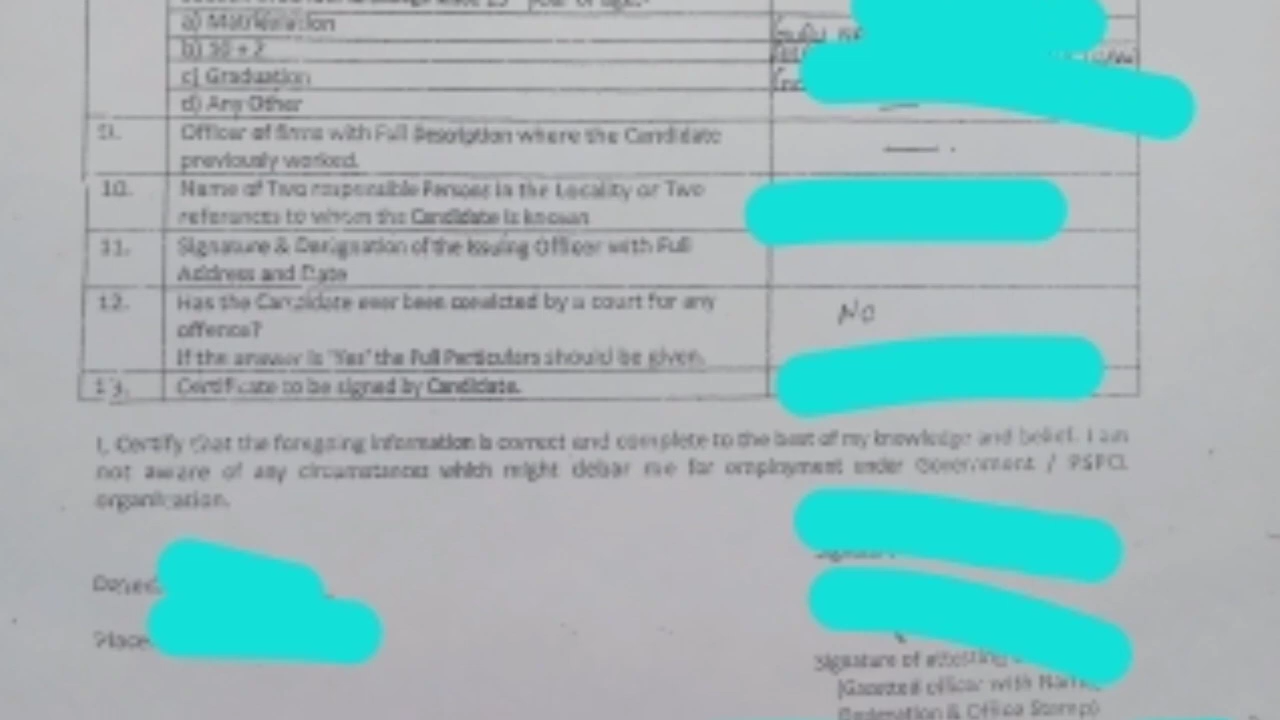 a) Matriculation
b) 10 + 2
c) Graduation
d) Any Other
9. Officer of firms with Full Description where the Candidate
previously worked.
10. Name of Two responsible Persons in the Locality or Two
references to whom the Candidate is known
11. Signature & Designation of the Issuing Officer with Full
Address and Date
12. Has the Candidate ever been convicted by a court for any
offence?
No
If the answer is 'Yes' the Full Particulars should be given.
13. Certificate to be signed by Candidate.
I, Certify that the foregoing information is correct and complete to the best of my knowledge and belief. I am
not aware of any circumstances which might debar me for employment under Government / PSPCL
organization.
Dated:
Place
Signature of attesting
(Gazetted officer with Name,
Designation & Office Stamp)